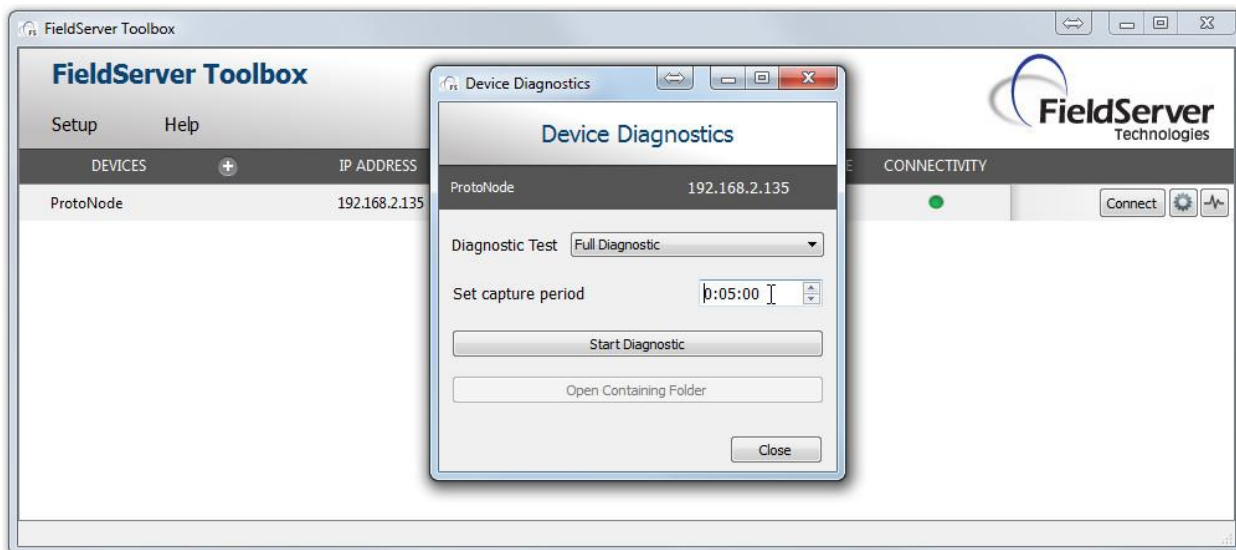 FieldServer Toolbox
FieldServer Toolbox
Setup Help
FieldServer
Technologies
DEVICES IP ADDRESS E CONNECTIVITY
ProtoNode 192.168.2.135 Connect
Device Diagnostics
Device Diagnostics
ProtoNode 192.168.2.135
Diagnostic Test Full Diagnostic
Set capture period 0:05:00
Start Diagnostic
Open Containing Folder
Close